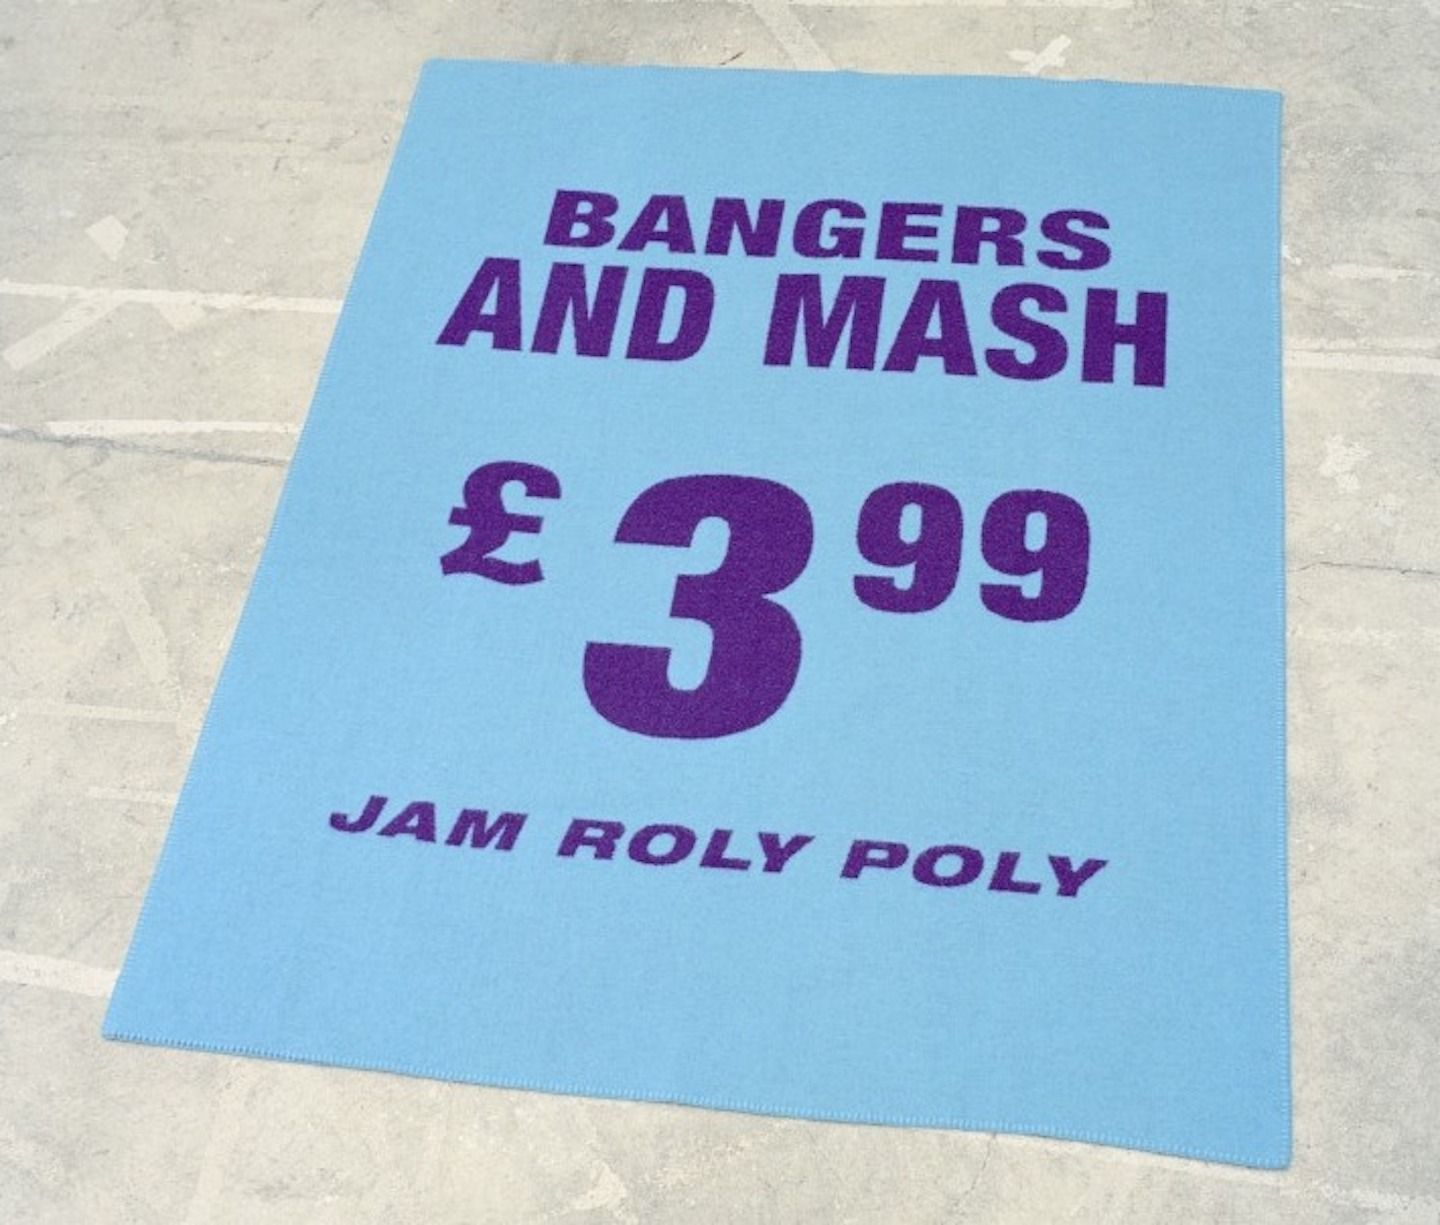 BANGERS
AND MASH
£399
JAM ROLY POLY